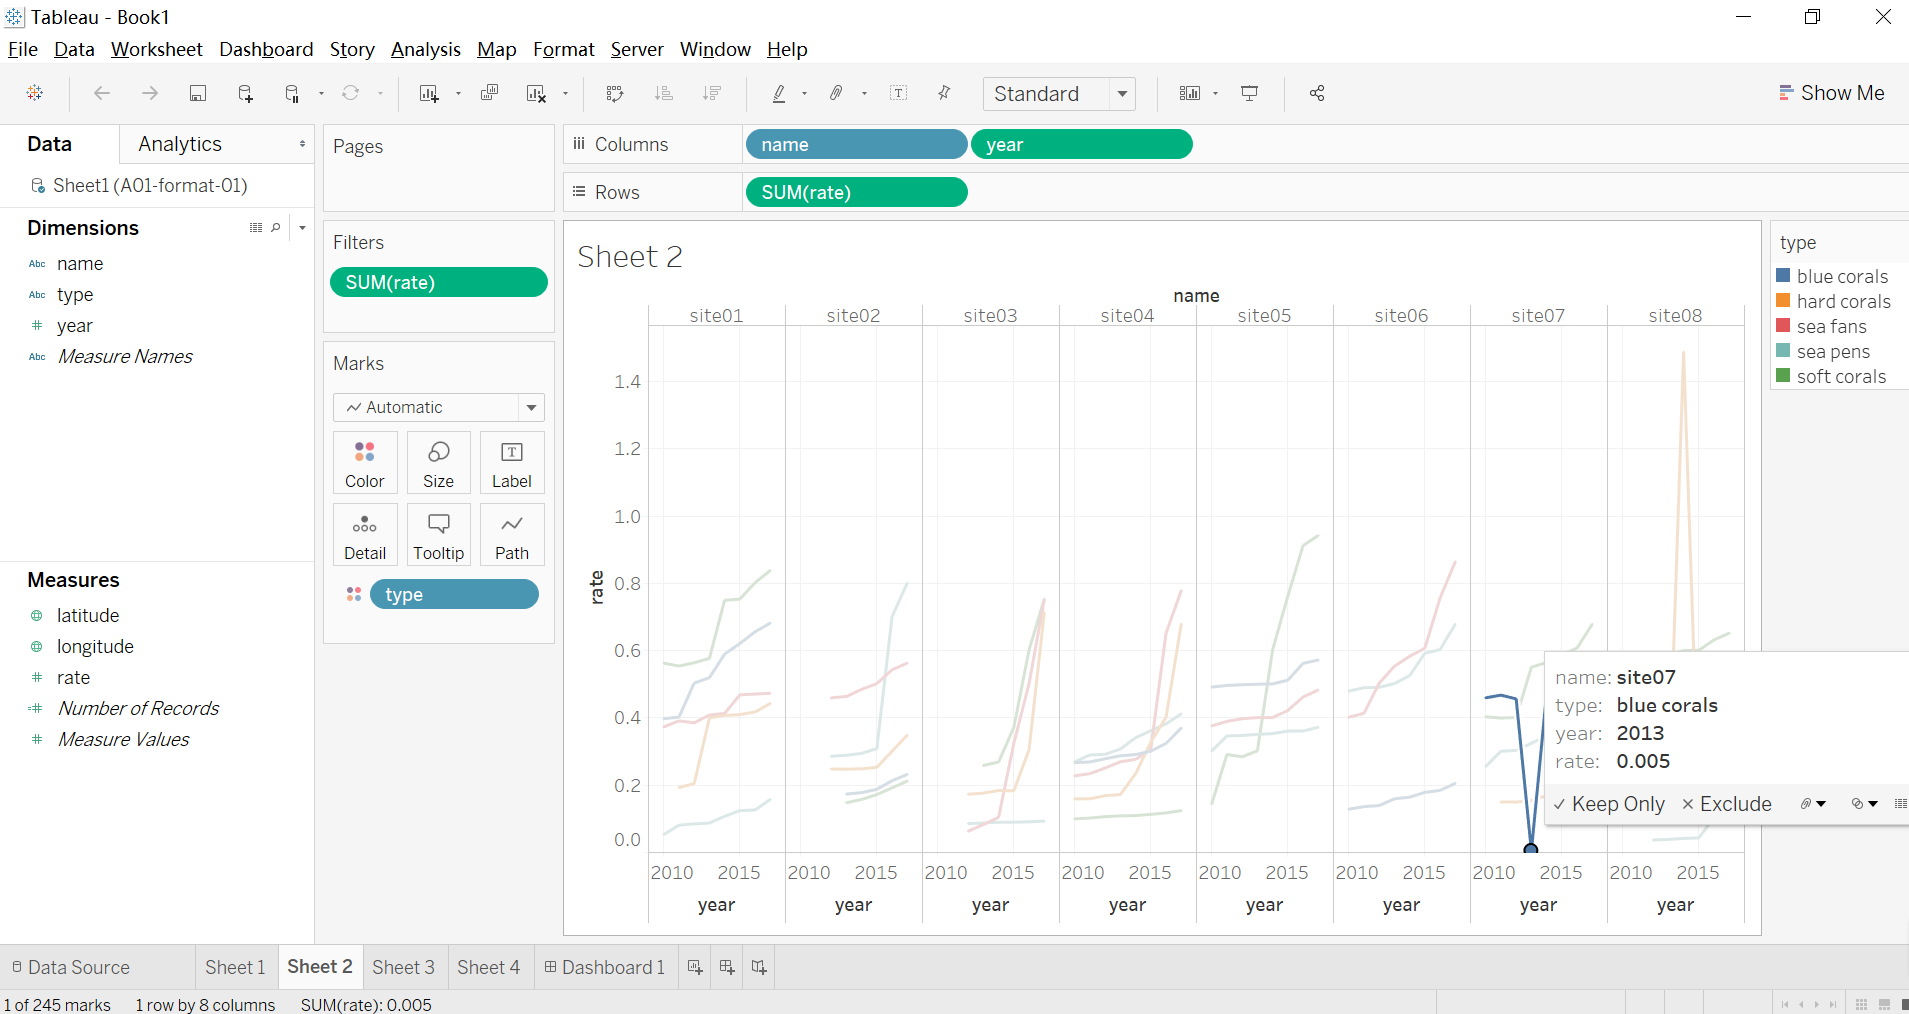 Tableau - Book1
File Data Worksheet Dashboard Story Analysis Map Format Server Window Help
Standard
Show Me
Data Analytics
Sheet1 (A01-format-01)
Dimensions
Abc name
Abc type
# year
Abc Measure Names
Measures
latitude
longitude
# rate
=# Number of Records
# Measure Values
Pages
Filters
SUM(rate)
Marks
Automatic
Color Size Label
Detail Tooltip Path
type
Columns name year
Rows SUM(rate)
Sheet 2
name
site01 site02 site03 site04 site05 site06 site07 site08
rate
1.4
1.2
1.0
0.8
0.6
0.4
0.2
0.0
2010 2015 2010 2015 2010 2015 2010 2015 2010 2015 2010 2015 2010 2015 2010 2015
year year year year year year year year
name: site07
type: blue corals
year: 2013
rate: 0.005
Keep Only Exclude
type
blue corals
hard corals
sea fans
sea pens
soft corals
Data Source Sheet 1 Sheet 2 Sheet 3 Sheet 4 Dashboard 1
1 of 245 marks 1 row by 8 columns SUM(rate): 0.005